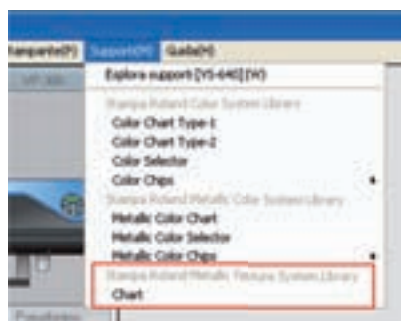 Stampante(P) Supporti(M) Guida(H)
VP-300
Esplora supporti [VS-640] (W)
Stampa Roland Color System Library
Color Chart Type-1
Color Chart Type-2
Color Selector
Color Chips
Stampa Roland Metallic Color System Library
Metallic Color Chart
Metallic Color Selector
Metallic Color Chips
Stampa Roland Metallic Texture System Library
Chart